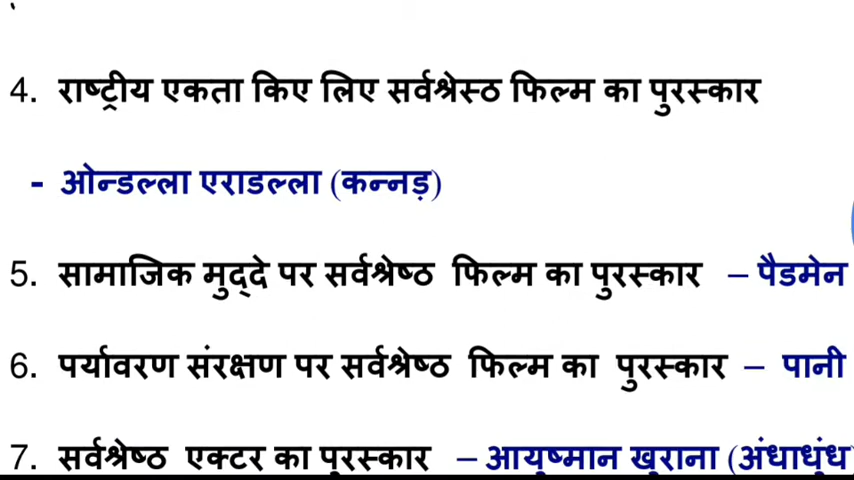 4. राष्ट्रीय एकता किए लिए सर्वश्रेस्ठ फिल्म का पुरस्कार
- ओन्डल्ला एराडल्ला (कन्नड़)
5. सामाजिक मुद्दे पर सर्वश्रेष्ठ फिल्म का पुरस्कार – पैडमेन
6. पर्यावरण संरक्षण पर सर्वश्रेष्ठ फिल्म का पुरस्कार – पानी
7. सर्वश्रेष्ठ एक्टर का पुरस्कार – आयुष्मान खुराना (अंधाधुंध)